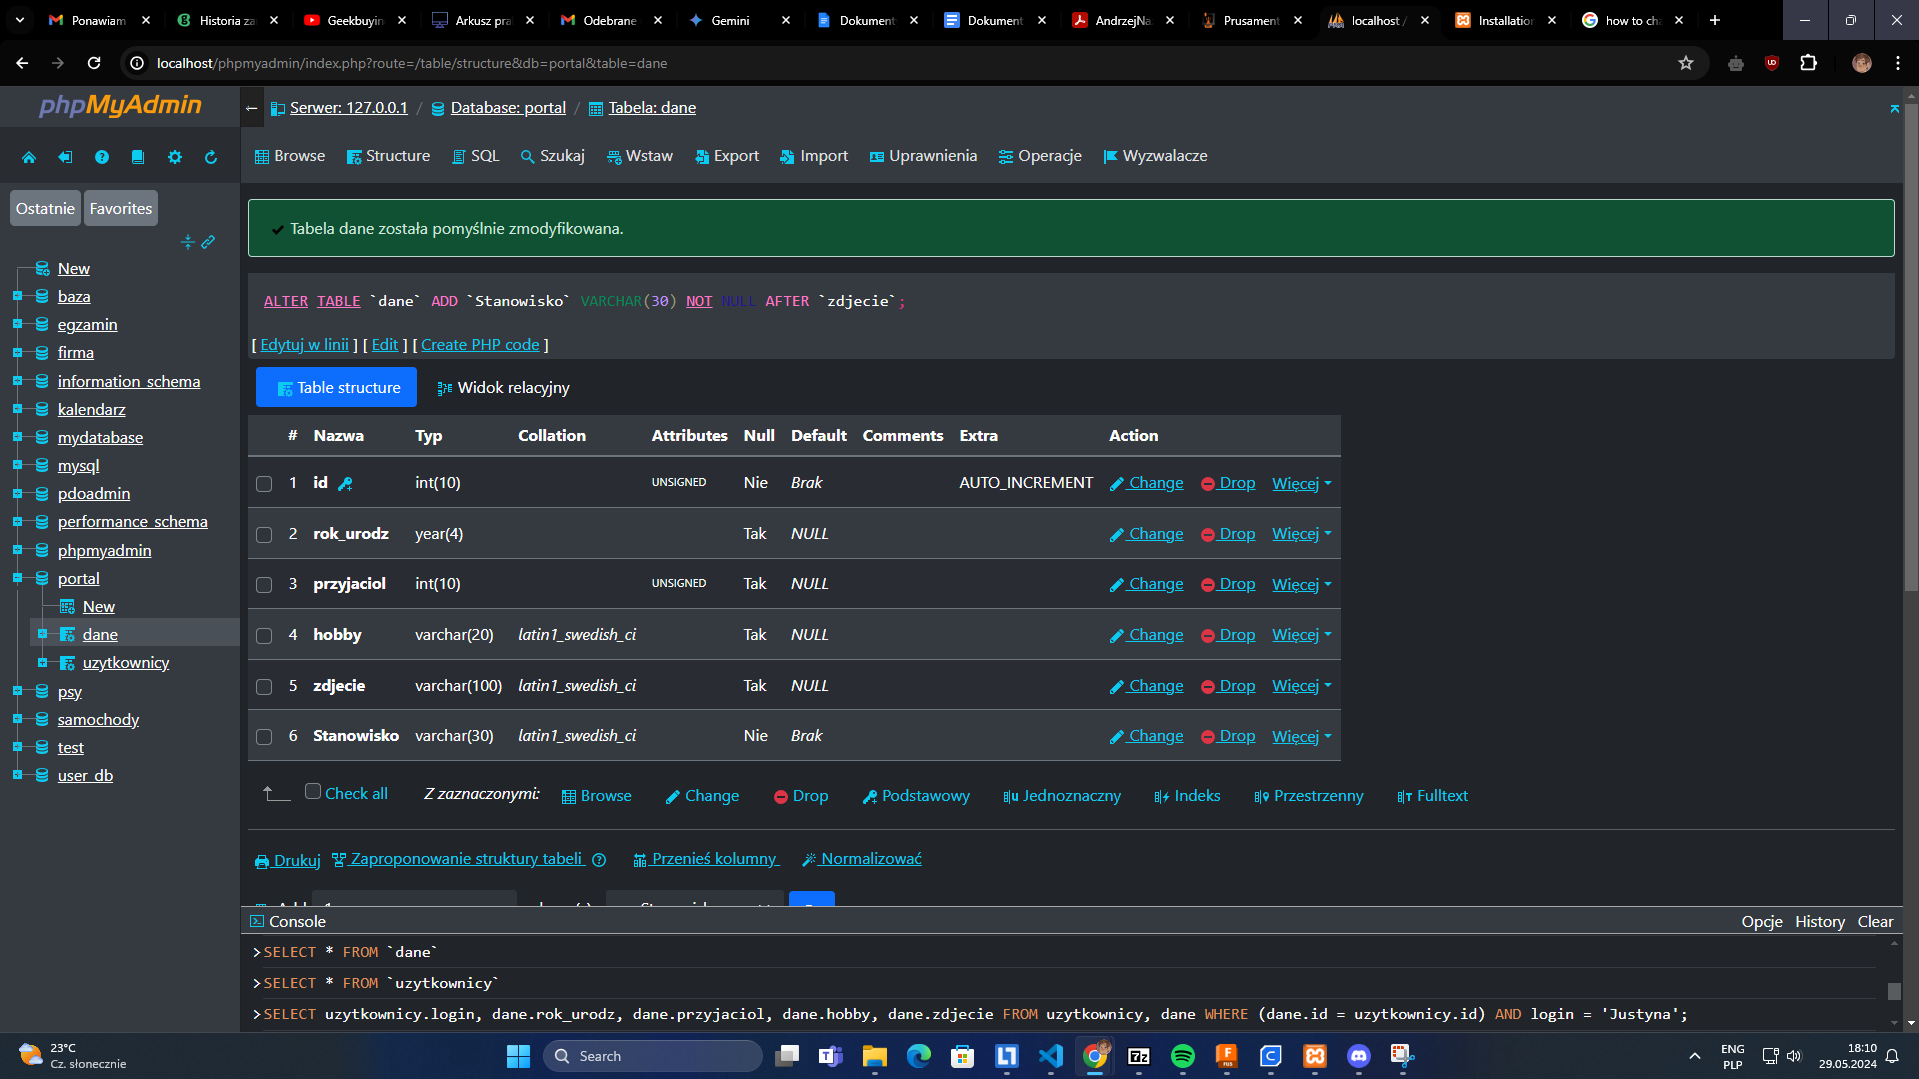 Ponawiam
Historia za
Geekbuyin
Arkusz pra
Odebrane
Gemini
Dokument
Dokument
AndrzejNa
Prusament
localhost /
Installation
how to cha
localhost/phpmyadmin/index.php?route=/table/structure&db=portal&table=dane
phpMyAdmin
Ostatnie Favorites
New
baza
egzamin
firma
information_schema
kalendarz
mydatabase
mysql
pdoadmin
performance_schema
phpmyadmin
portal
New
dane
uzytkownicy
psy
samochody
test
user_db
Serwer: 127.0.0.1 / Database: portal / Tabela: dane
Browse Structure SQL Szukaj Wstaw Export Import Uprawnienia Operacje Wyzwalacze
Tabela dane została pomyślnie zmodyfikowana.
ALTER TABLE `dane` ADD `Stanowisko` VARCHAR(30) NOT NULL AFTER `zdjecie`;
[ Edytuj w linii ] [ Edit ] [ Create PHP code ]
Table structure Widok relacyjny
# Nazwa Typ Collation Attributes Null Default Comments Extra Action
1 id int(10) UNSIGNED Nie Brak AUTO_INCREMENT Change Drop Więcej
2 rok_urodz year(4) Tak NULL Change Drop Więcej
3 przyjaciol int(10) UNSIGNED Tak NULL Change Drop Więcej
4 hobby varchar(20) latin1_swedish_ci Tak NULL Change Drop Więcej
5 zdjecie varchar(100) latin1_swedish_ci Tak NULL Change Drop Więcej
6 Stanowisko varchar(30) latin1_swedish_ci Nie Brak Change Drop Więcej
Check all Z zaznaczonymi: Browse Change Drop Podstawowy Jednoznaczny Indeks Przestrzenny Fulltext
Drukuj Zaproponowanie struktury tabeli Przenieś kolumny Normalizować
Console Opcje History Clear
>SELECT * FROM `dane`
>SELECT * FROM `uzytkownicy`
>SELECT uzytkownicy.login, dane.rok_urodz, dane.przyjaciol, dane.hobby, dane.zdjecie FROM uzytkownicy, dane WHERE (dane.id = uzytkownicy.id) AND login = 'Justyna';
23°C
Cz. słonecznie
Search
ENG
PLP
18:10
29.05.2024